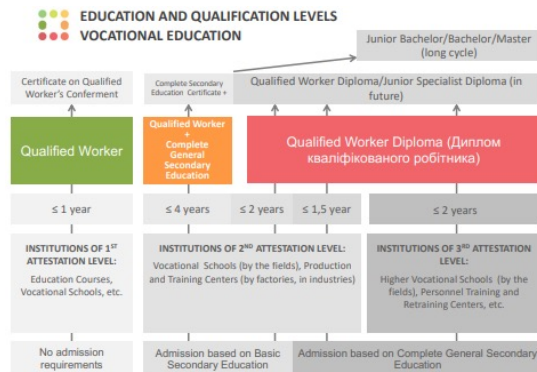 EDUCATION AND QUALIFICATION LEVELS
VOCATIONAL EDUCATION
Junior Bachelor/Bachelor/Master
(long cycle)
Certificate on Qualified
Worker's Conferment
Complete Secondary
Education Certificate +
Qualified Worker Diploma/Junior Specialist Diploma (in
future)
Qualified Worker
Qualified Worker
+
Complete
General
Secondary
Education
Qualified Worker Diploma (Диплом
кваліфікованого робітника)
≤ 1 year
≤ 4 years
≤ 2 years
≤ 1,5 year
≤ 2 years
INSTITUTIONS OF 1ST
ATTESTATION LEVEL:
Education Courses,
Vocational Schools, etc.
INSTITUTIONS OF 2ND ATTESTATION LEVEL:
Vocational Schools (by the fields), Production
and Training Centers (by factories, in industries)
INSTITUTIONS OF 3RD ATTESTATION
LEVEL:
Higher Vocational Schools (by the
fields), Personnel Training and
Retraining Centers, etc.
No admission
requirements
Admission based on Basic
Secondary Education
Admission based on Complete General Secondary
Education